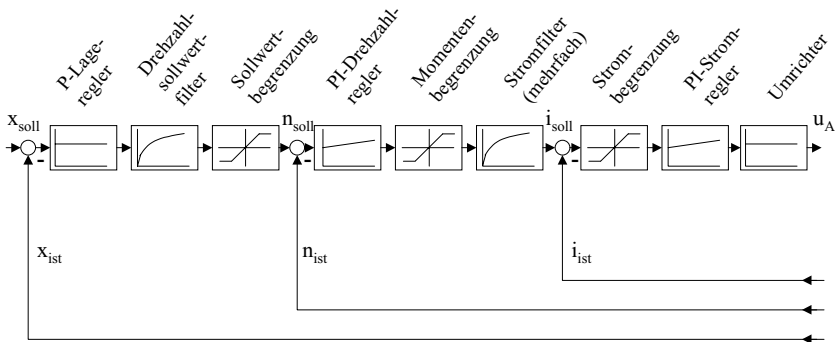 P-Lage-
regler
Drehzahl-
sollwert-
filter
Sollwert-
begrenzung
PI-Drehzahl-
regler
Momenten-
begrenzung
Stromfilter
(mehrfach)
Strom-
begrenzung
PI-Strom-
regler
Umrichter
x_soll
n_soll
i_soll
u_A
-
-
-
x_ist
n_ist
i_ist